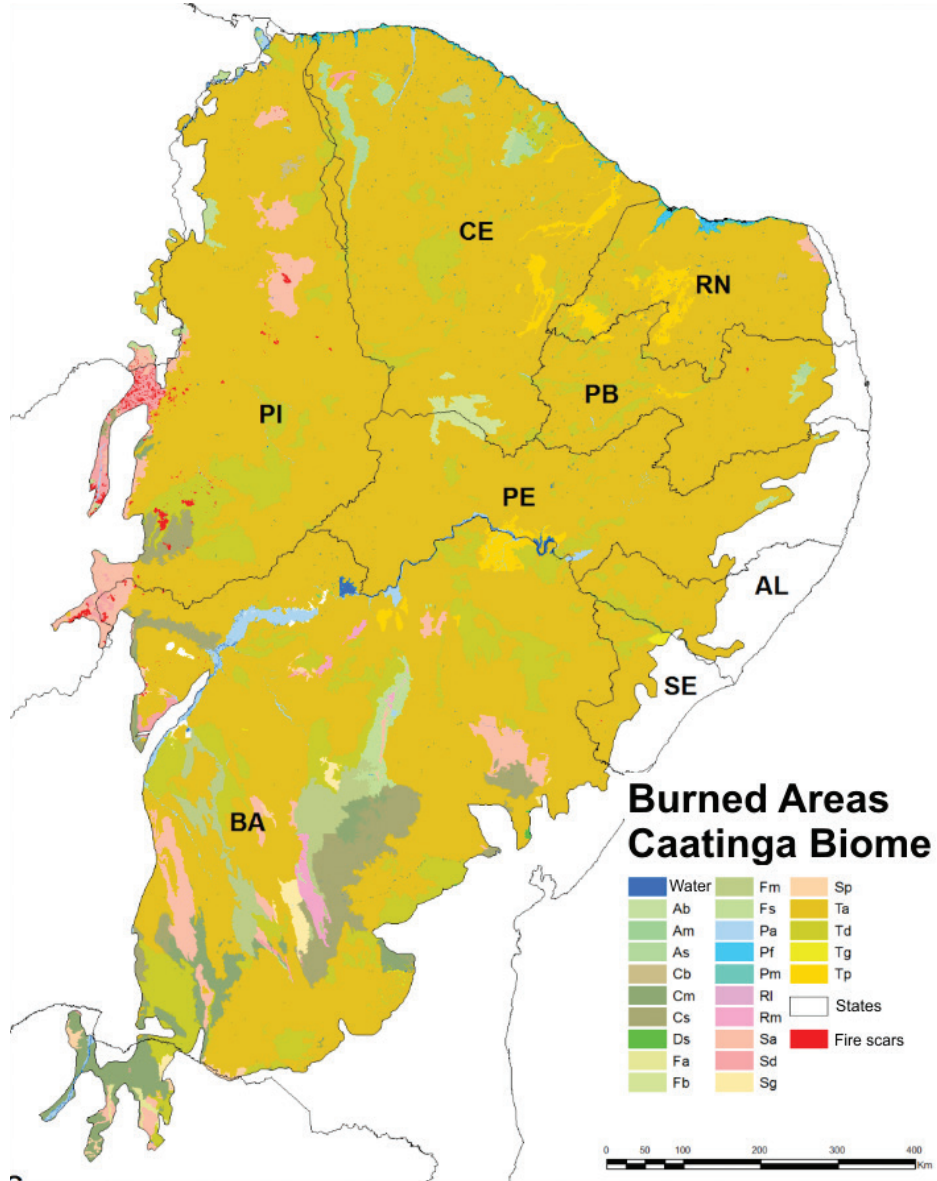 CE
RN
PI
PB
PE
AL
SE
BA
Burned Areas
Caatinga Biome
Water
Ab
Am
As
Cb
Cm
Cs
Ds
Fa
Fb
Fm
Fs
Pa
Pf
Pm
Rl
Rm
Sa
Sd
Sg
Sp
Ta
Td
Tg
Tp
States
Fire scars
0 50 100 200 300 400
Km